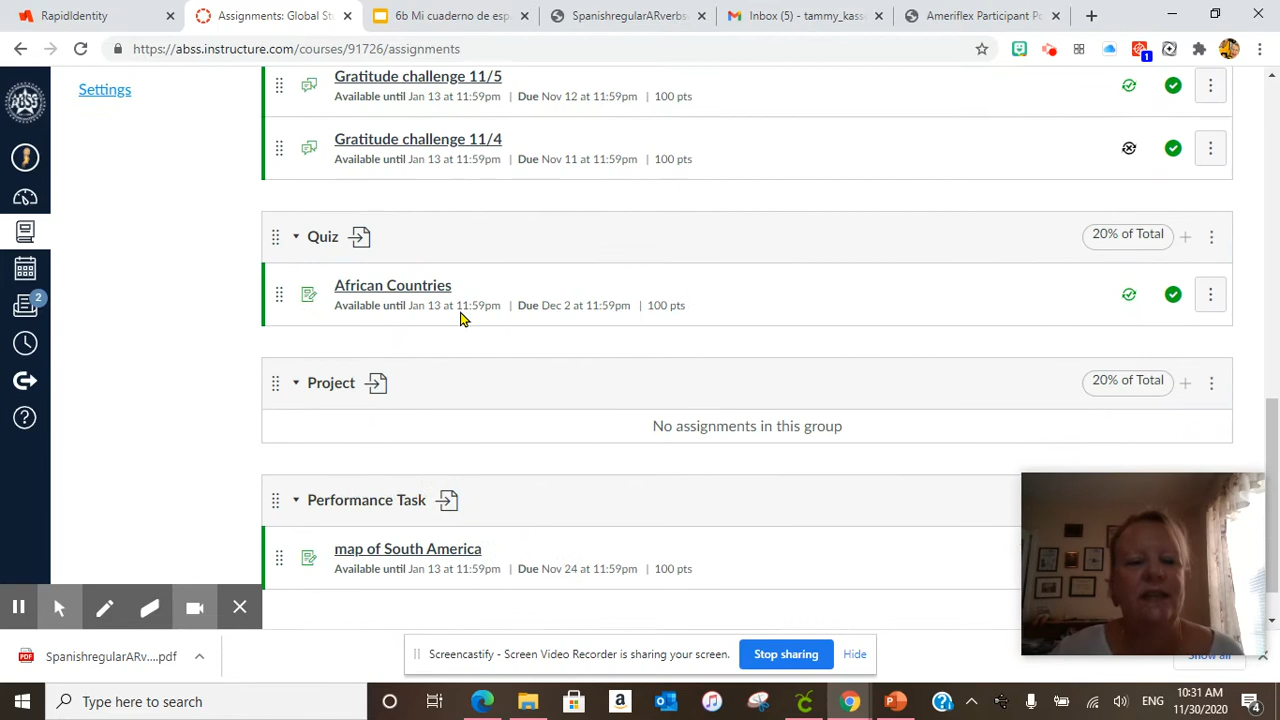 RapidIdentity
Assignments: Global St
6b Mi cuaderno de esp
SpanishregularARverbs
Inbox (5) - tammy_kass
Ameriflex Participant Po
https://abss.instructure.com/courses/91726/assignments
1
ABSS
2
Settings
Gratitude challenge 11/5
Available until Jan 13 at 11:59pm | Due Nov 12 at 11:59pm | 100 pts
Gratitude challenge 11/4
Available until Jan 13 at 11:59pm | Due Nov 11 at 11:59pm | 100 pts
Quiz
20% of Total
African Countries
Available until Jan 13 at 11:59pm | Due Dec 2 at 11:59pm | 100 pts
Project
20% of Total
No assignments in this group
Performance Task
map of South America
Available until Jan 13 at 11:59pm | Due Nov 24 at 11:59pm | 100 pts
SpanishregularARv....pdf
Screencastify - Screen Video Recorder is sharing your screen.
Stop sharing
Hide
Show all
Type here to search
ENG
10:31 AM
11/30/2020
4